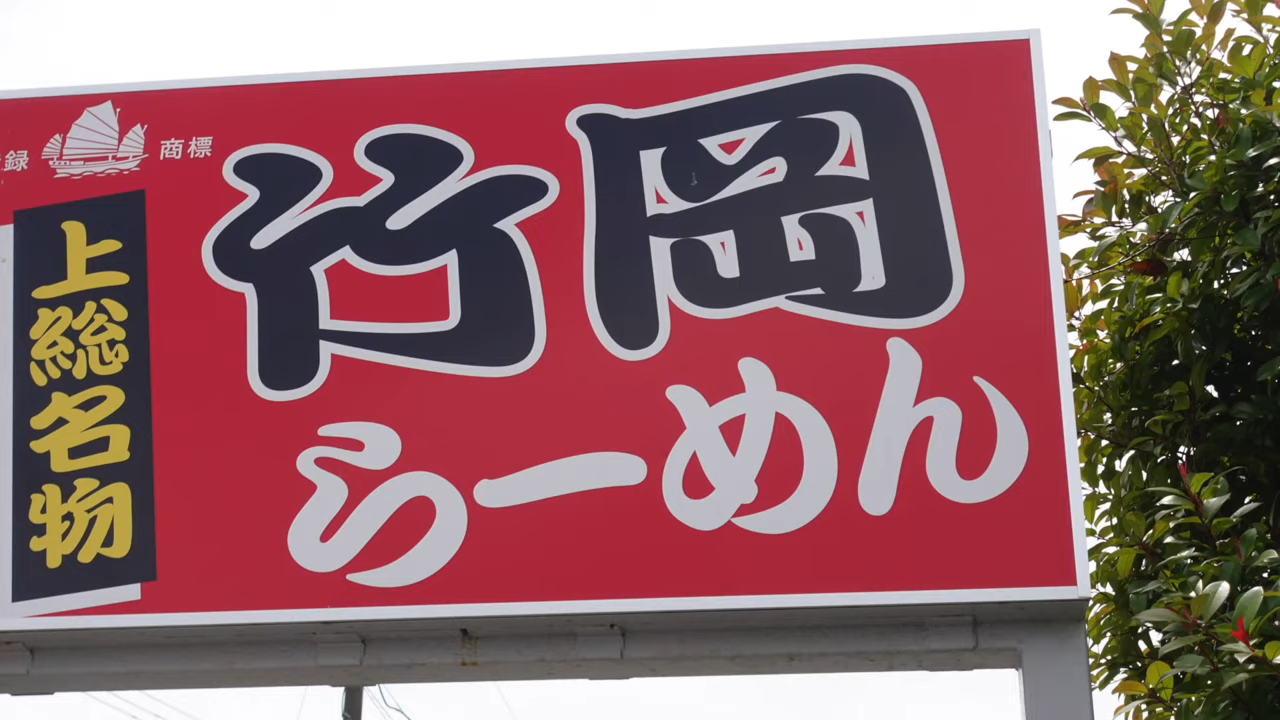 録 商標
上総名物
竹岡
らーめん